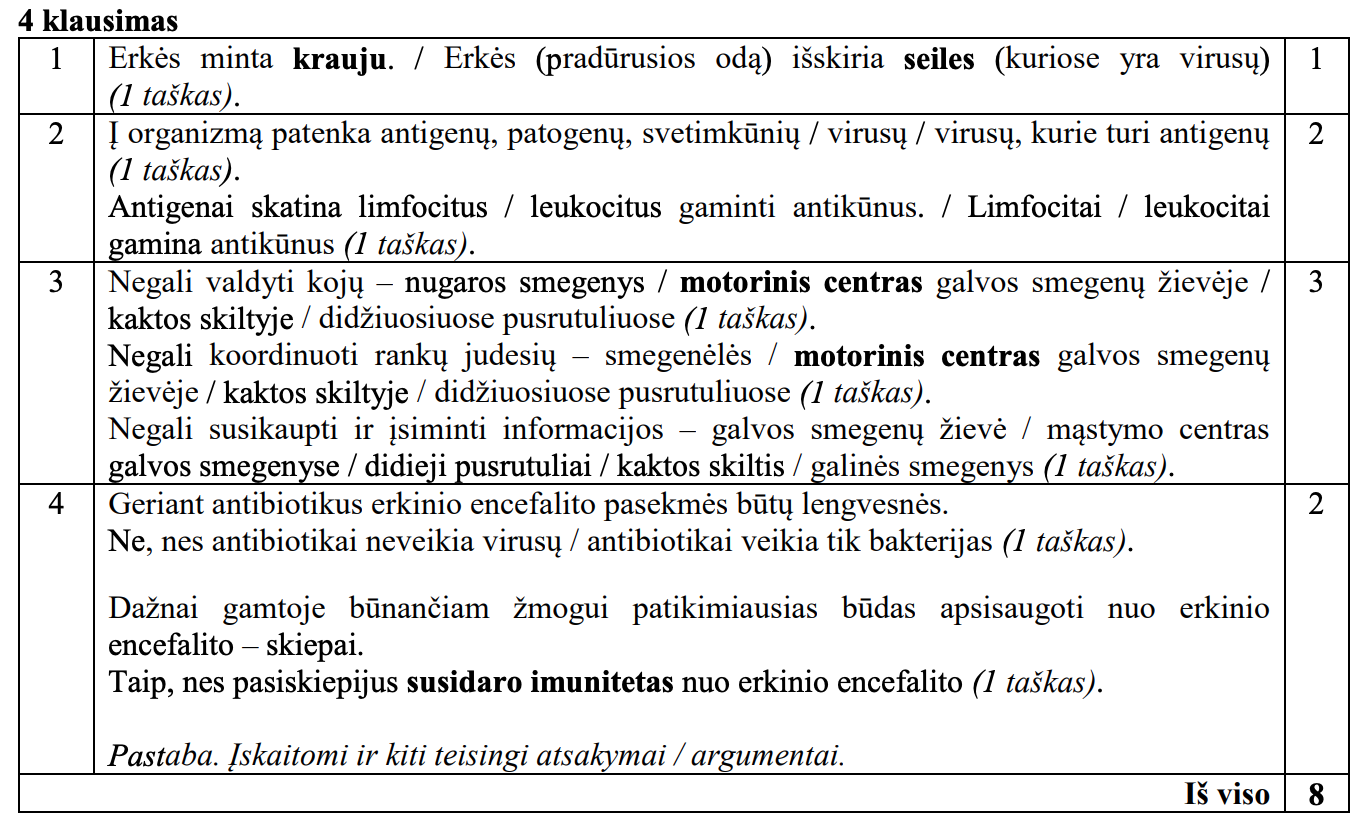 4 klausimas
1 Erkės minta krauju. / Erkės (pradūrusios odą) išskiria seiles (kuriose yra virusų) 1
(1 taškas).
2 Į organizmą patenka antigenų, patogenų, svetimkūnių / virusų / virusų, kurie turi antigenų 2
(1 taškas).
Antigenai skatina limfocitus / leukocitus gaminti antikūnus. / Limfocitai / leukocitai
gamina antikūnus (1 taškas).
3 Negali valdyti kojų – nugaros smegenys / motorinis centras galvos smegenų žievėje / 3
kaktos skiltyje / didžiuosiuose pusrutuliuose (1 taškas).
Negali koordinuoti rankų judesių – smegenėlės / motorinis centras galvos smegenų
žievėje / kaktos skiltyje / didžiuosiuose pusrutuliuose (1 taškas).
Negali susikaupti ir įsiminti informacijos – galvos smegenų žievė / mąstymo centras
galvos smegenyse / didieji pusrutuliai / kaktos skiltis / galinės smegenys (1 taškas).
4 Geriant antibiotikus erkinio encefalito pasekmės būtų lengvesnės. 2
Ne, nes antibiotikai neveikia virusų / antibiotikai veikia tik bakterijas (1 taškas).
Dažnai gamtoje būnančiam žmogui patikimiausias būdas apsisaugoti nuo erkinio
encefalito – skiepai.
Taip, nes pasiskiepijus susidaro imunitetas nuo erkinio encefalito (1 taškas).
Pastaba. Įskaitomi ir kiti teisingi atsakymai / argumentai.
Iš viso 8